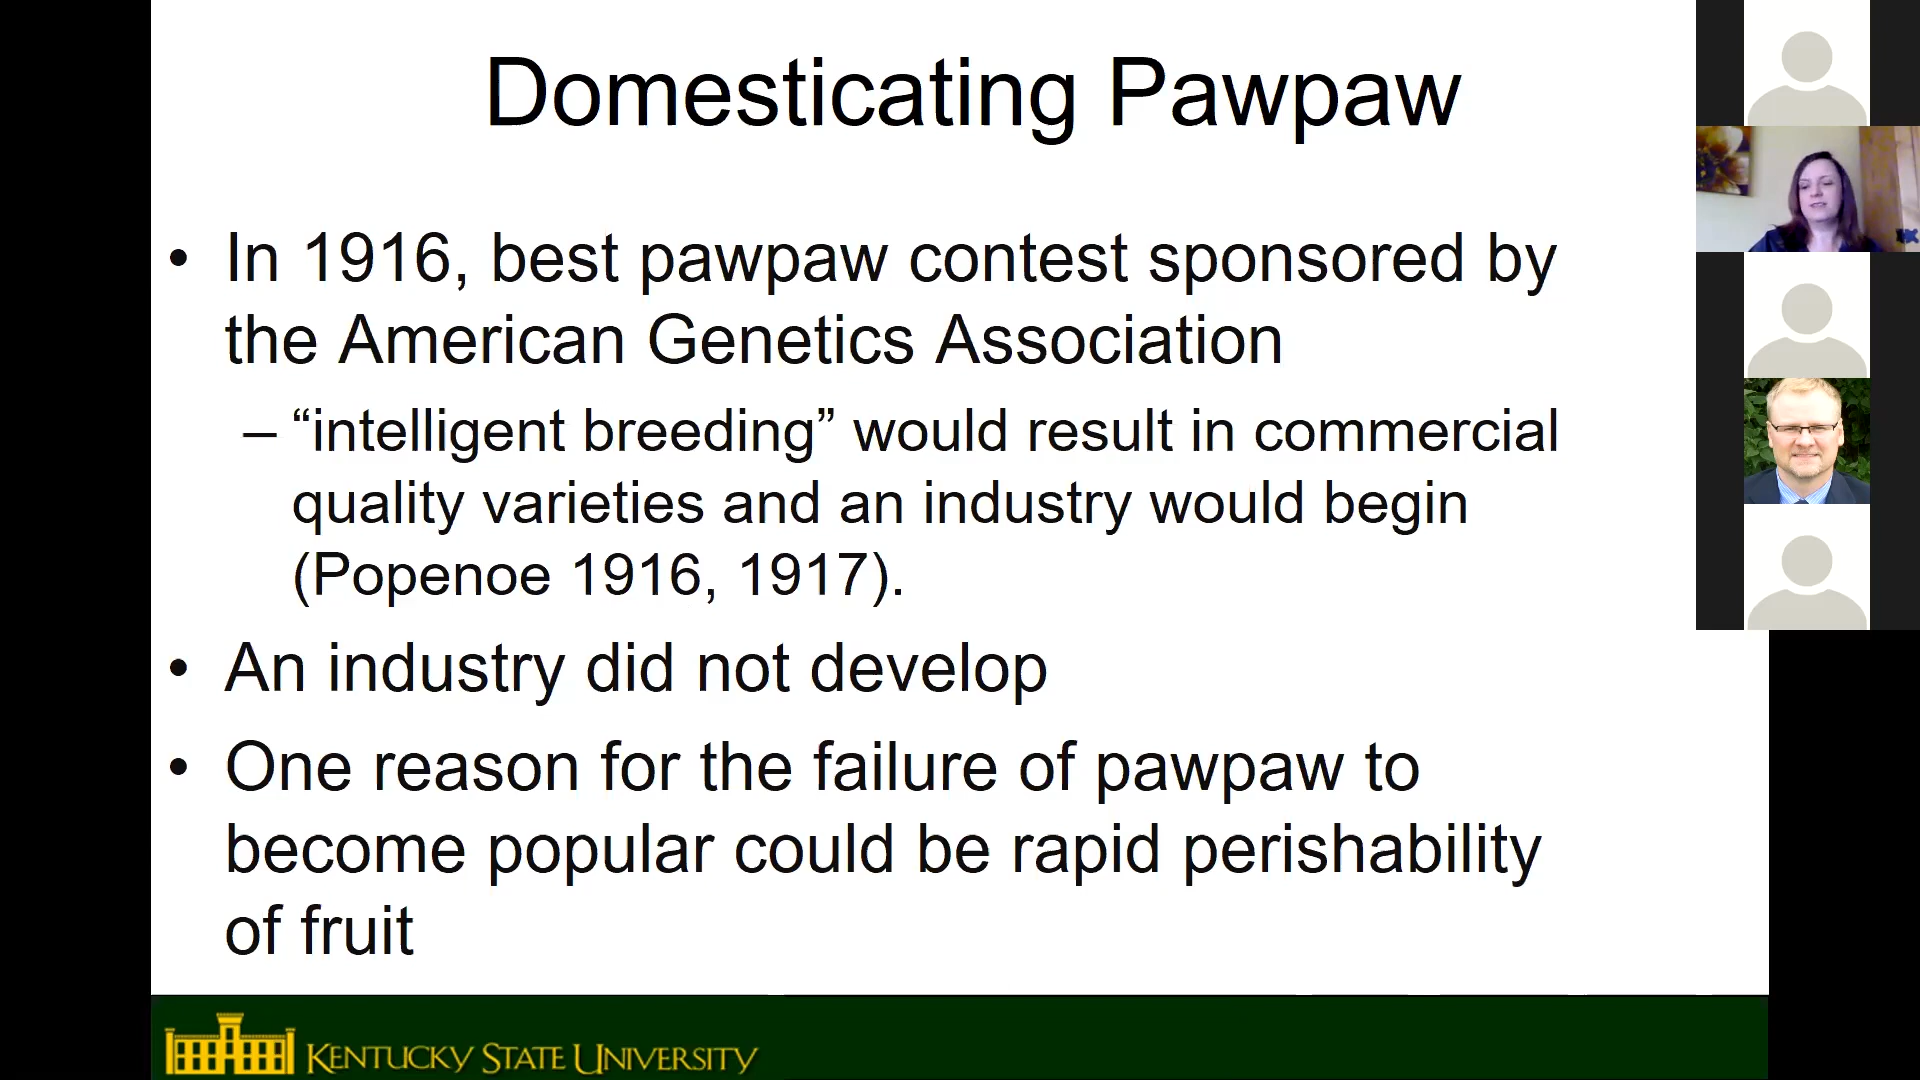 Domesticating Pawpaw
• In 1916, best pawpaw contest sponsored by
the American Genetics Association
– “intelligent breeding” would result in commercial
quality varieties and an industry would begin
(Popenoe 1916, 1917).
• An industry did not develop
• One reason for the failure of pawpaw to
become popular could be rapid perishability
of fruit
KENTUCKY STATE UNIVERSITY